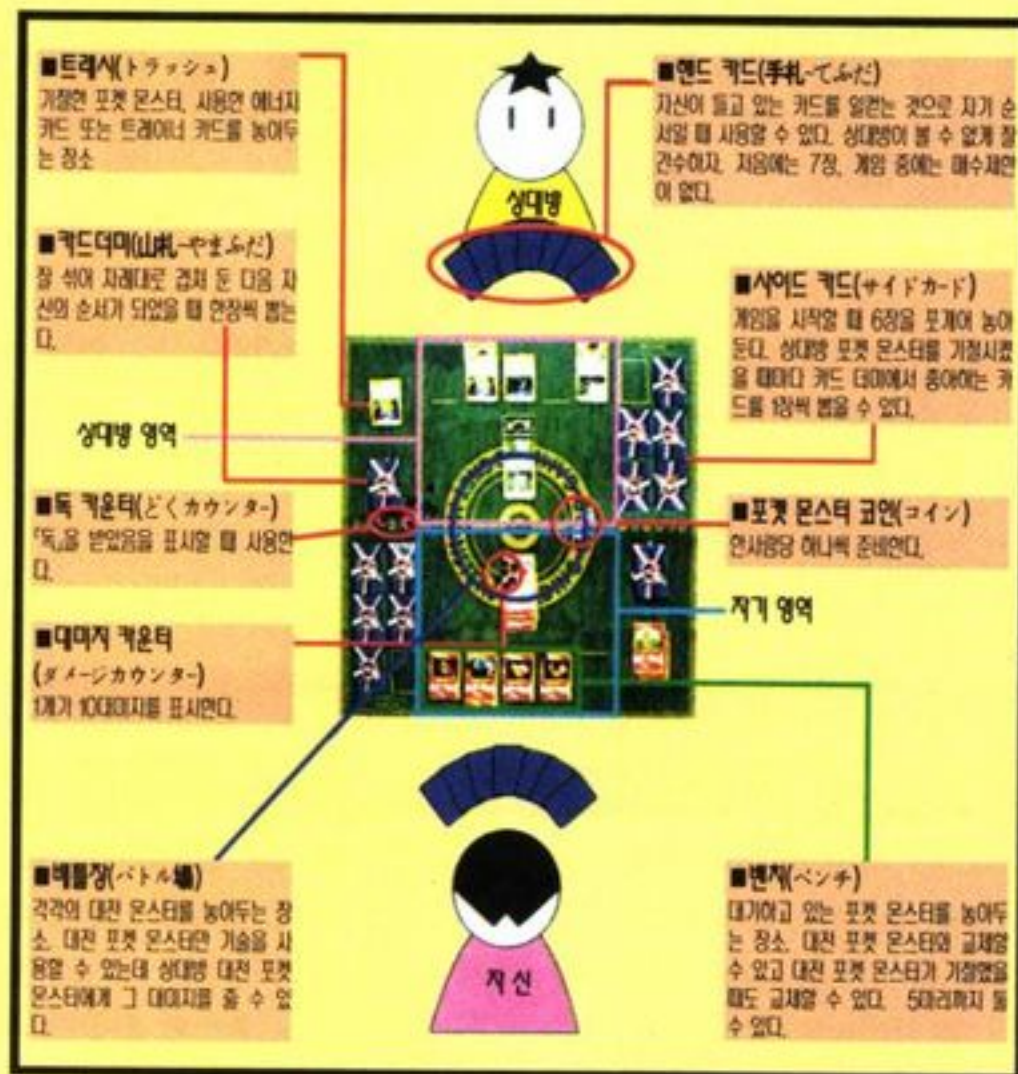 ■트래시(トラッシュ)
기절한 포켓 몬스터, 사용한 에너지
카드 또는 트레이너 카드를 놓아두
는 장소
■카드더미(山札-やまふだ)
잘 섞어 차례대로 겹쳐 둔 다음 자
신의 순서가 되었을 때 한장씩 뽑는
다.
상대방 영역
■독 카운터(どくカウンター)
『독』을 받았음을 표시할 때 사용한
다.
■대미지 카운터
(ダメージカウンター)
1개가 10대미지를 표시한다.
■배틀장(バトル場)
각각의 대전 몬스터를 놓아두는 장
소. 대전 포켓 몬스터만 기술을 사
용할 수 있는데 상대방 대전 포켓
몬스터에게 그 대미지를 줄 수 있
다.
상대방
자신
■핸드 카드(手札-てふだ)
자신이 들고 있는 카드를 일컫는 것으로 자기 순
서일 때 사용할 수 있다. 상대방이 볼 수 없게 잘
간수하자. 처음에는 7장, 게임 중에는 매수제한
이 없다.
■사이드 카드(サイドカード)
게임을 시작할 때 6장을 포개어 놓아
둔다. 상대방 포켓 몬스터를 기절시켰
을 때마다 카드 더미에서 좋아하는 카
드를 1장씩 뽑을 수 있다.
■포켓 몬스터 코인(コイン)
한사람당 하나씩 준비한다.
자기 영역
■벤치(ベンチ)
대기하고 있는 포켓 몬스터를 놓아두
는 장소. 대전 포켓 몬스터와 교체할
수 있고 대전 포켓 몬스터가 기절했을
때도 교체할 수 있다. 5마리까지 둘
수 있다.